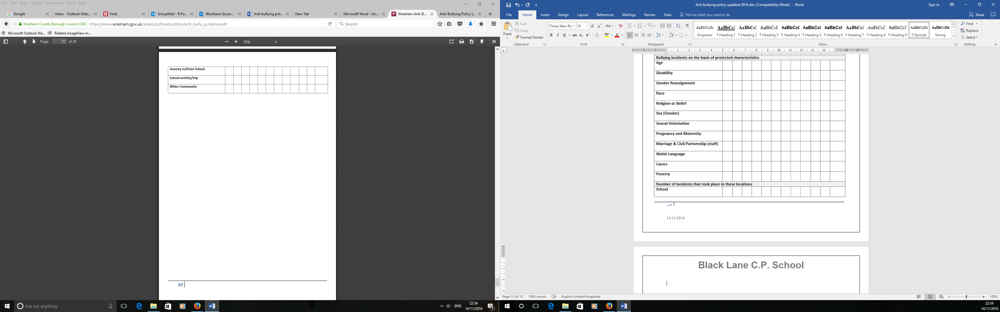 File Edit View History Bookmarks Tools Help
Google
Inbox - Outlook Web...
Hwb
GroupMail - R Fo...
Blacklane Gover...
Anti bullying pol...
New Tab
Microsoft Word - An...
Wrexham Anti-B...
Anti-Bullying Policy |...
Wrexham County Borough Council (GB)
https://www.wrexham.gov.uk/assets/pdfs/education/anti_bully_guidance.pdf
Search
Microsoft Outlook We...
Related imageView m...
Page: 27 of 28
75%
Journey to/from School
School activity/trip
Wider Community
27
Ask me anything
ENG
22:54
14/11/2016
1
Anti bullying policy updated 2016.doc [Compatibility Mode] - Word
Sign in
File Home Insert Design Layout References Mailings Review View Tell me what you want to do
Share
Paste
Cut
Copy
Format Painter
Clipboard
Times New Ro 10
Font
Paragraph
AaBbCcDc AaBbCcI AaBbCcI AaBbCcI AaBbCcI AaBbCcI AaBbCcI AaBbCcI AaBbCcI AaBbCcD AaBbCcDd AaBbCcDd
Emphasis ¶ Heading 1 ¶ Heading 2 ¶ Heading 3 ¶ Heading 4 ¶ Heading 5 ¶ Heading 6 ¶ Heading 7 ¶ Heading 8 ¶ Heading 9 ¶ Normal Strong
Styles
Find
Replace
Select
Editing
Bullying incidents on the basis of protected characteristics
Age
Disability
Gender Reassignment
Race
Religion or Belief
Sex (Gender)
Sexual Orientation
Pregnancy and Maternity
Marriage & Civil Partnership (staff)
Welsh Language
Carers
Poverty
Number of incidents that took place in these locations
School
14/11/2016
Black Lane C.P. School
Page 13 of 13 1992 words English (United Kingdom)
100%
22:54
14/11/2016